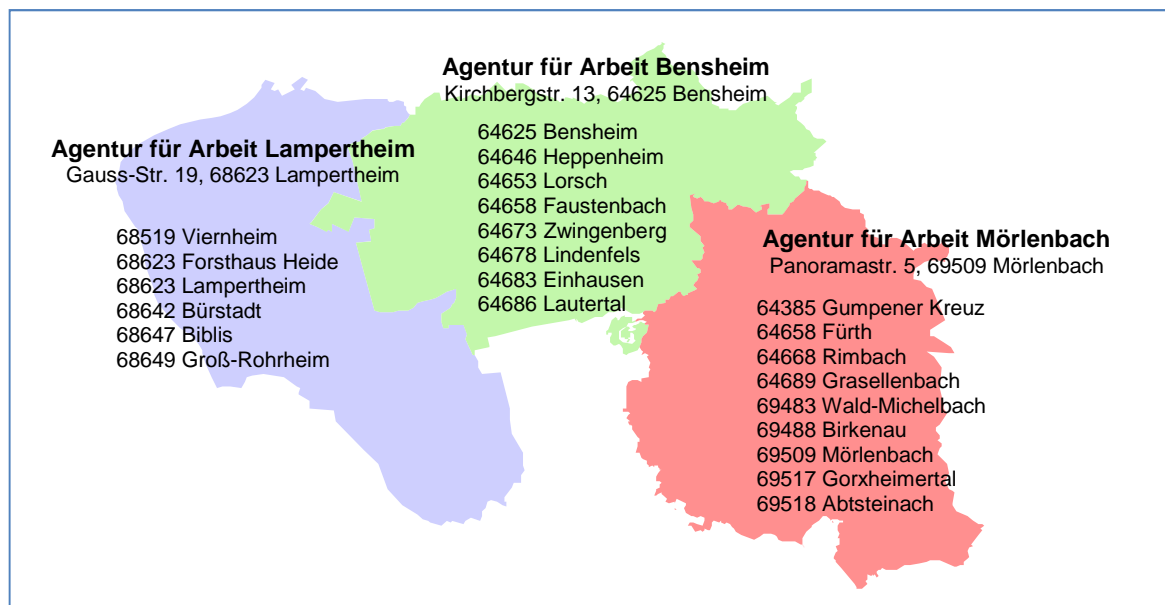 Agentur für Arbeit Lampertheim
Gauss-Str. 19, 68623 Lampertheim
68519 Viernheim
68623 Forsthaus Heide
68623 Lampertheim
68642 Bürstadt
68647 Biblis
68649 Groß-Rohrheim
Agentur für Arbeit Bensheim
Kirchbergstr. 13, 64625 Bensheim
64625 Bensheim
64646 Heppenheim
64653 Lorsch
64658 Faustenbach
64673 Zwingenberg
64678 Lindenfels
64683 Einhausen
64686 Lautertal
Agentur für Arbeit Mörlenbach
Panoramastr. 5, 69509 Mörlenbach
64385 Gumpener Kreuz
64658 Fürth
64668 Rimbach
64689 Grasellenbach
69483 Wald-Michelbach
69488 Birkenau
69509 Mörlenbach
69517 Gorxheimertal
69518 Abtsteinach